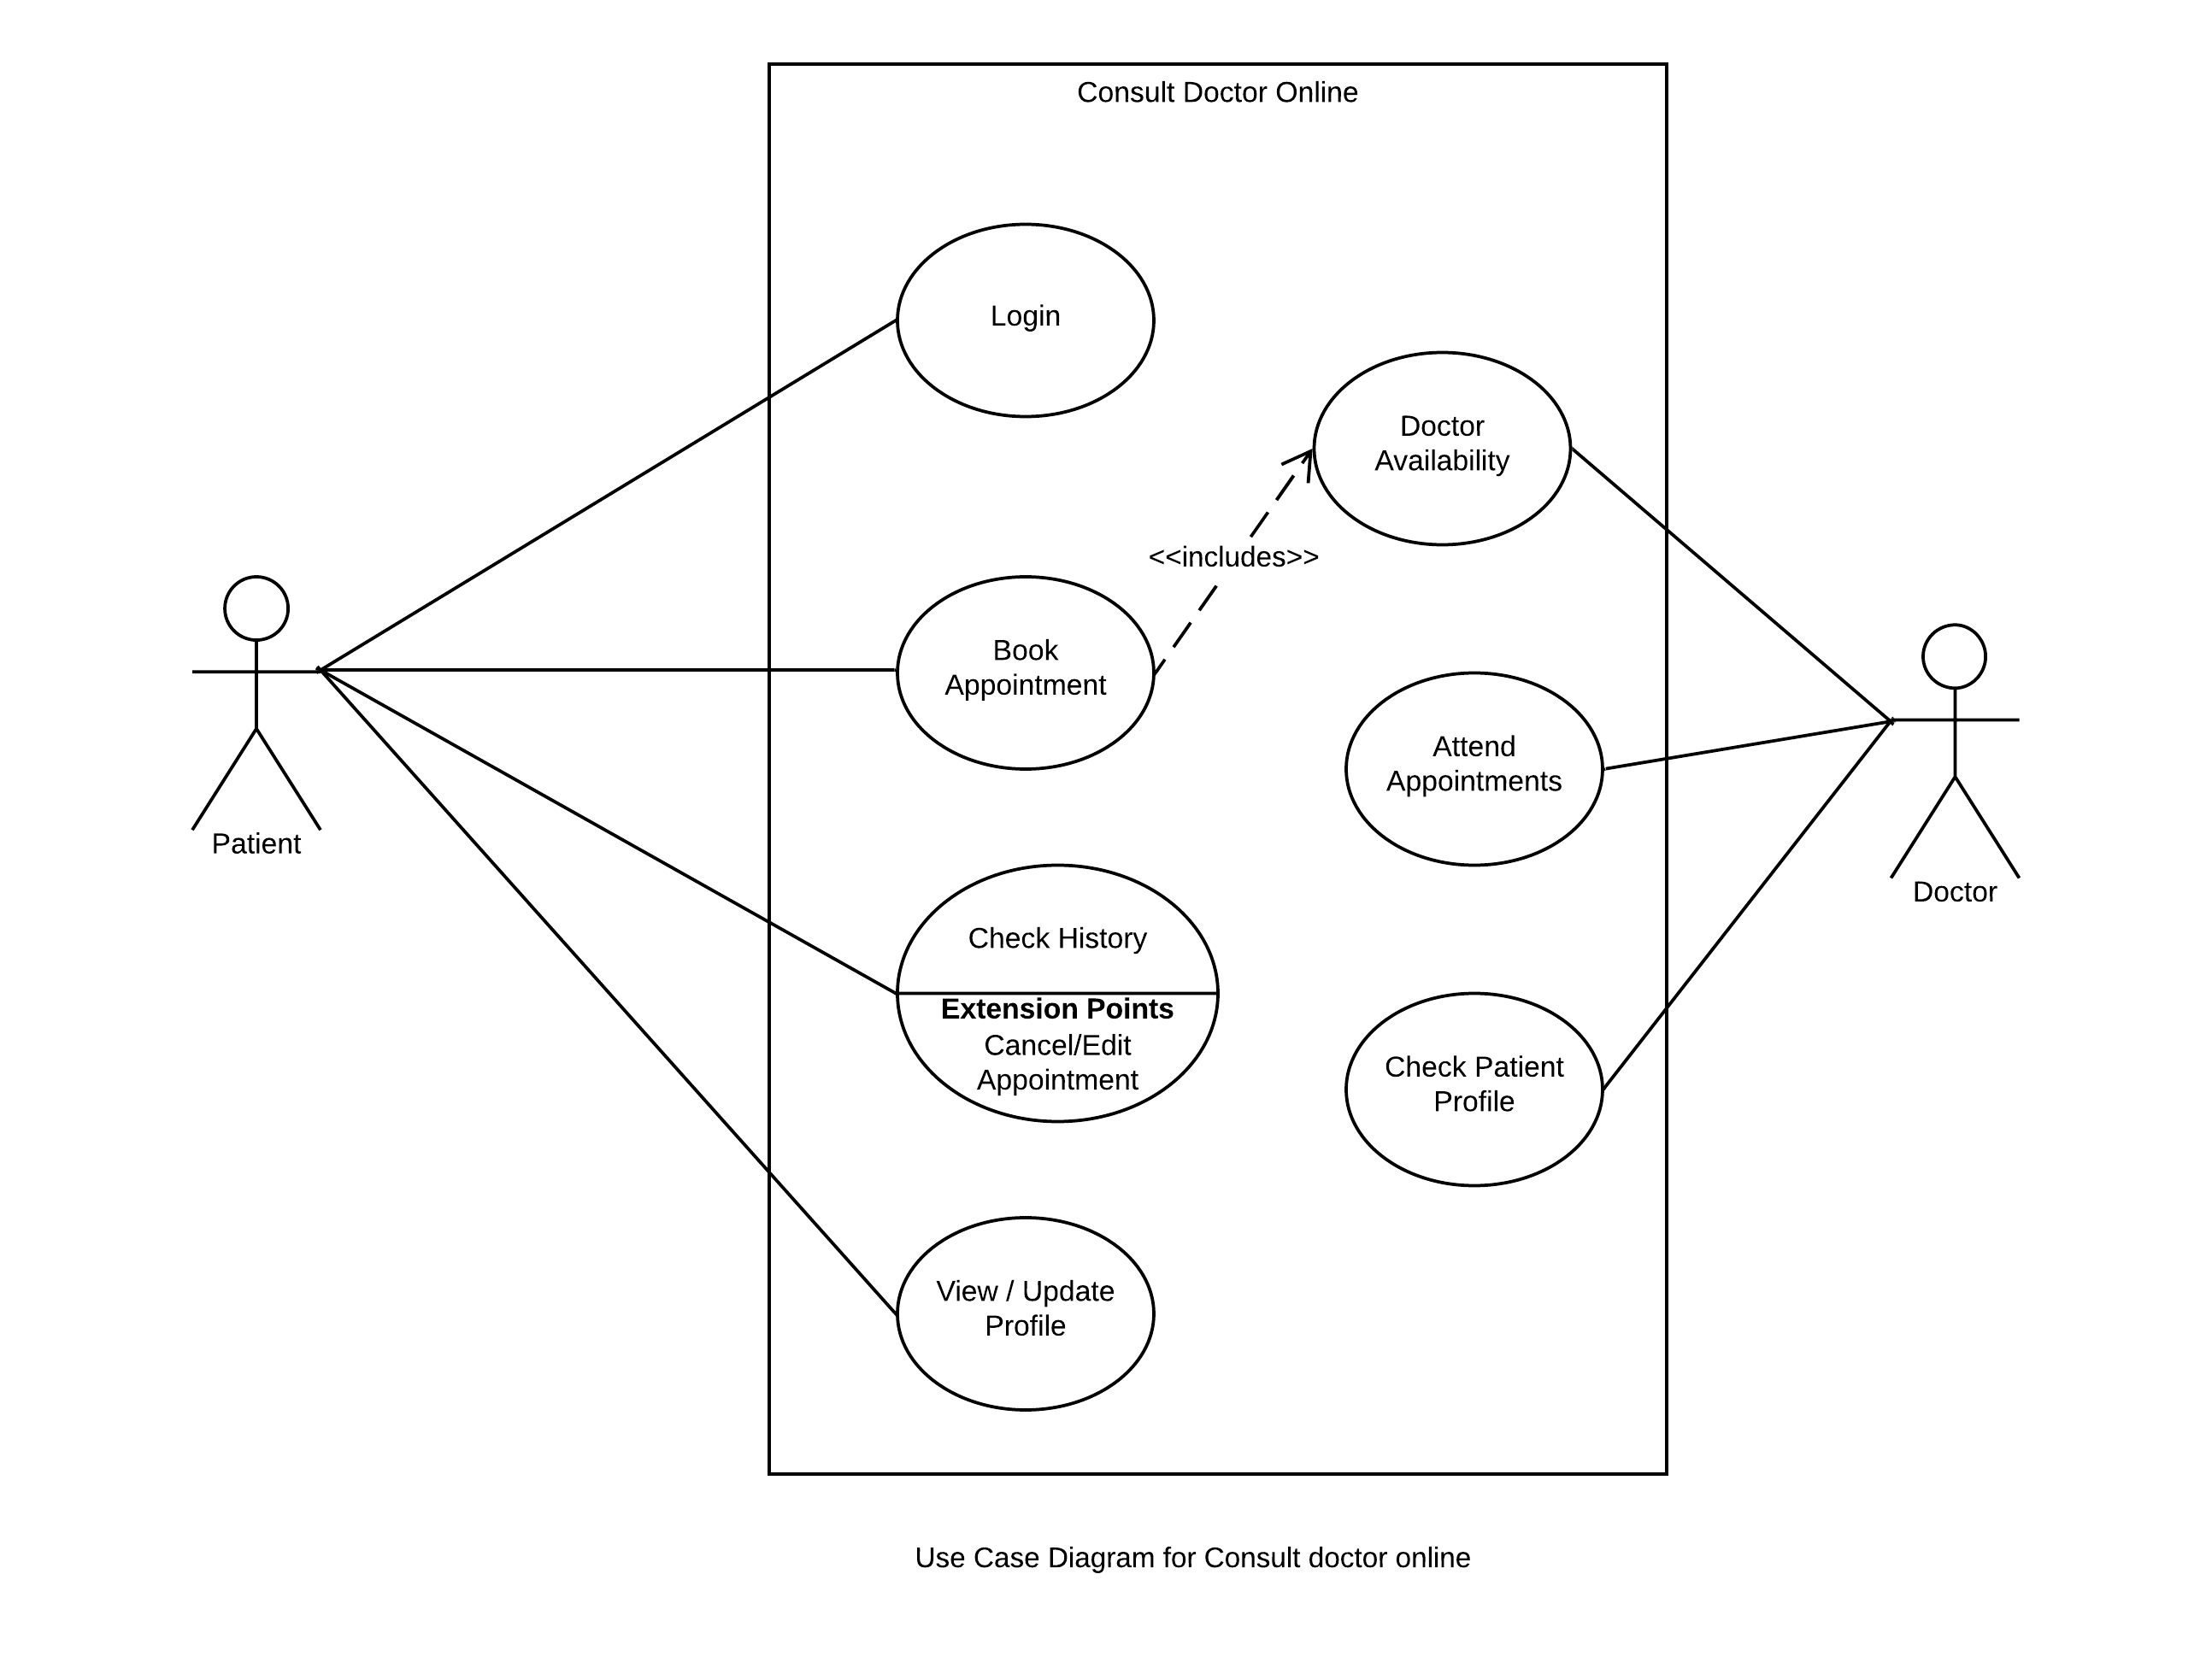 Consult Doctor Online
Login
Doctor
Availability
<<includes>>
Book
Appointment
Attend
Appointments
Patient
Doctor
Check History
Extension Points
Cancel/Edit
Appointment
Check Patient
Profile
View / Update
Profile
Use Case Diagram for Consult doctor online